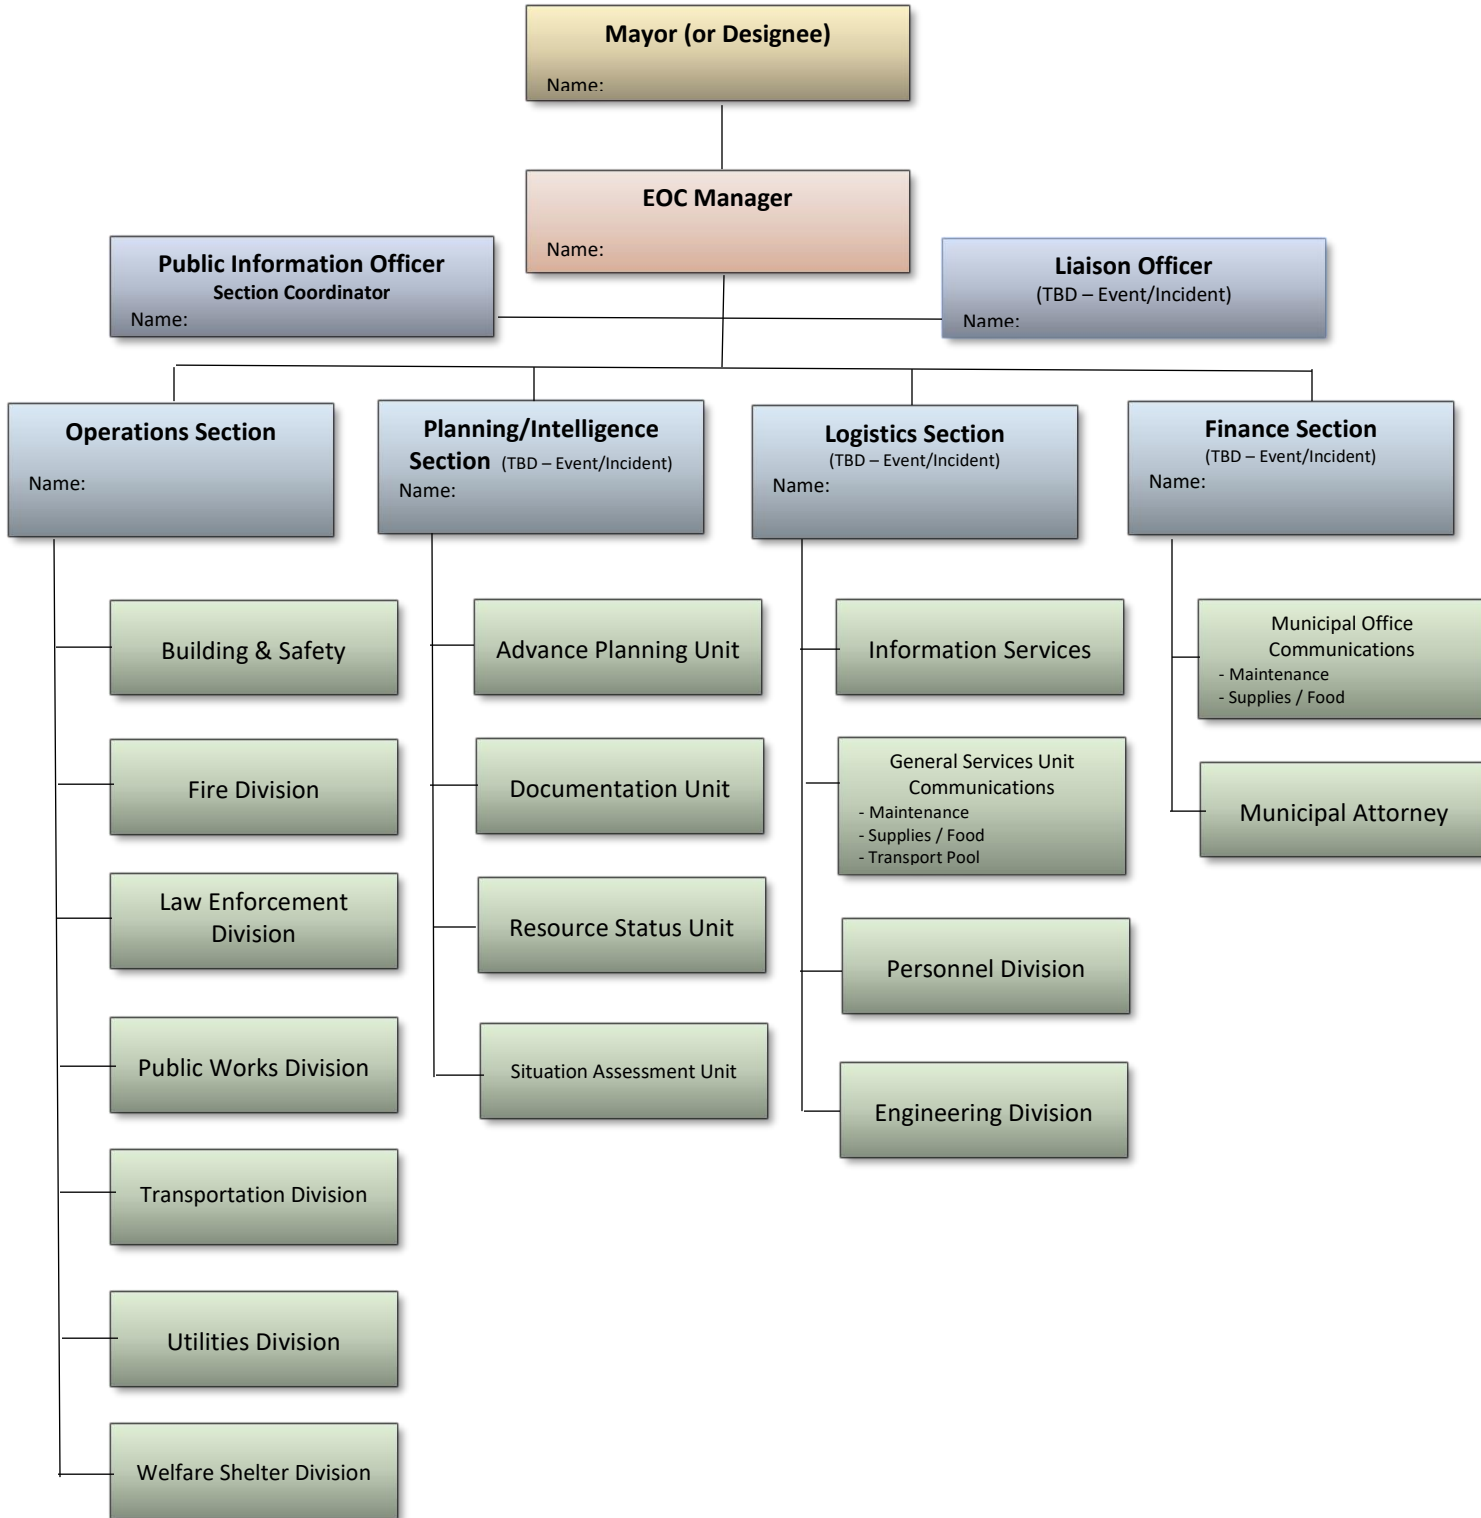 Mayor (or Designee)
Name:
EOC Manager
Name:
Public Information Officer
Section Coordinator
Name:
Liaison Officer
(TBD – Event/Incident)
Name:
Operations Section
Name:
Planning/Intelligence
Section (TBD – Event/Incident)
Name:
Logistics Section
(TBD – Event/Incident)
Name:
Finance Section
(TBD – Event/Incident)
Name:
Building & Safety
Fire Division
Law Enforcement
Division
Public Works Division
Transportation Division
Utilities Division
Welfare Shelter Division
Advance Planning Unit
Documentation Unit
Resource Status Unit
Situation Assessment Unit
Information Services
General Services Unit
Communications
- Maintenance
- Supplies / Food
- Transport Pool
Personnel Division
Engineering Division
Municipal Office
Communications
- Maintenance
- Supplies / Food
Municipal Attorney